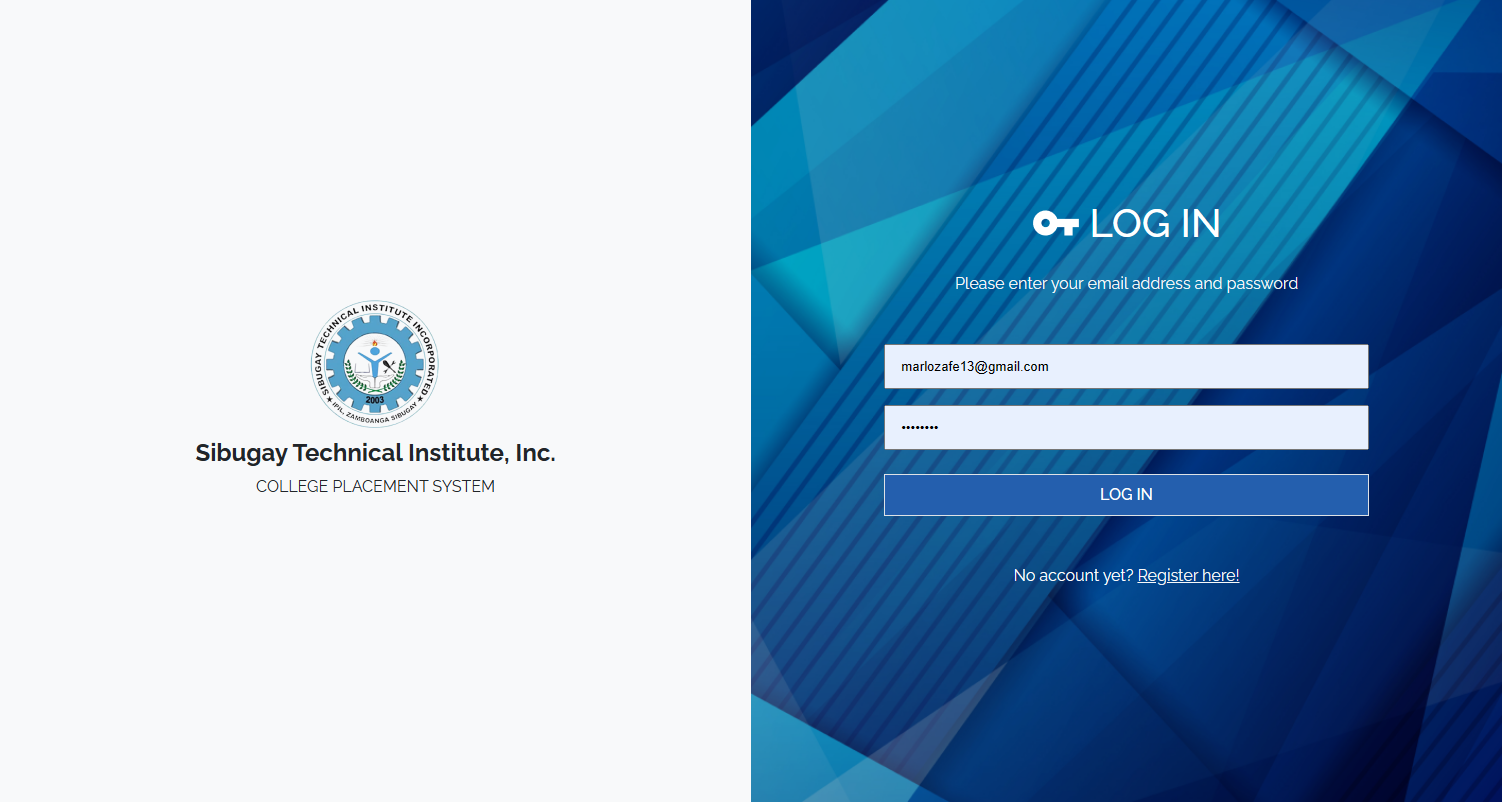 SIBUGAY TECHNICAL INSTITUTE INCORPORATED
2003
★ IPIL, ZAMBOANGA SIBUGAY ★
Sibugay Technical Institute, Inc.
COLLEGE PLACEMENT SYSTEM
LOG IN
Please enter your email address and password
marlozafe13@gmail.com
••••••••
LOG IN
No account yet? Register here!